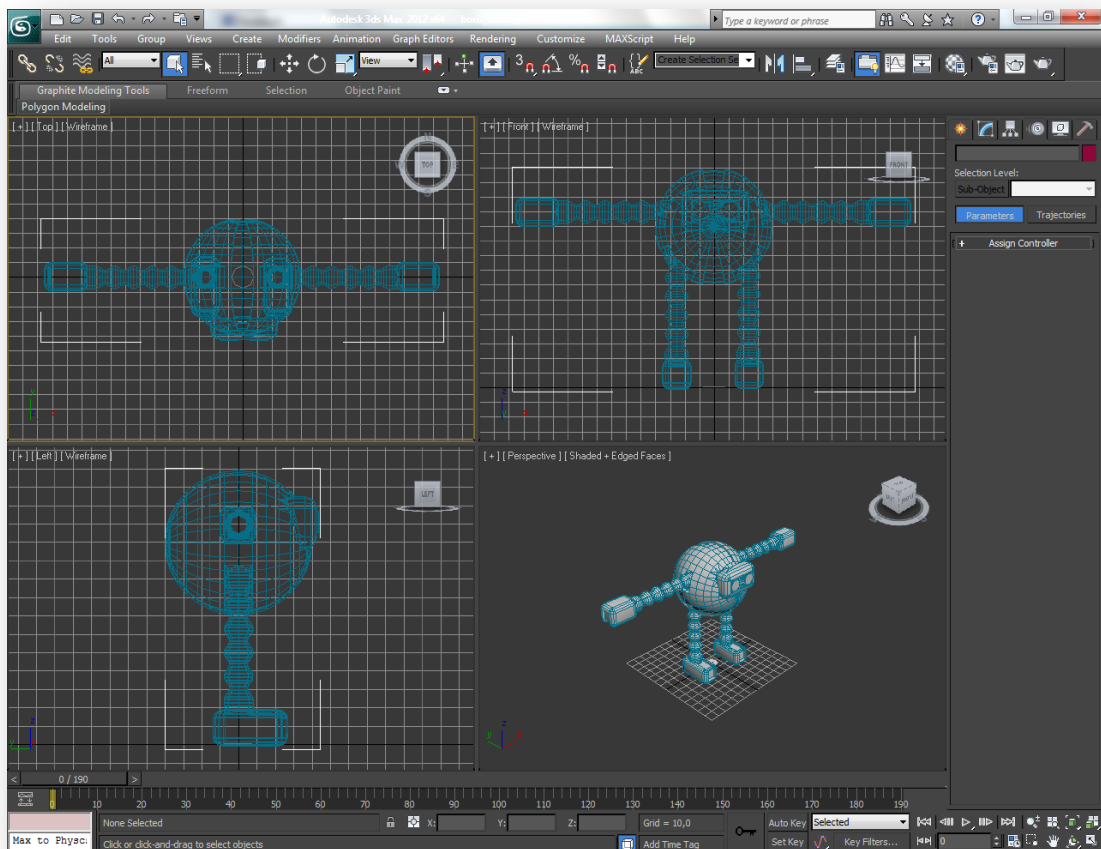 Autodesk 3ds Max 2012 x64
Type a keyword or phrase
Edit Tools Group Views Create Modifiers Animation Graph Editors Rendering Customize MAXScript Help
All View 3 ABC Create Selection Se
Graphite Modeling Tools Freeform Selection Object Paint
Polygon Modeling
[ + ] [ Top ] [ Wireframe ]
TOP
[ + ] [ Front ] [ Wireframe ]
FRONT
Selection Level:
Sub-Object
Parameters Trajectories
+ Assign Controller
[ + ] [ Left ] [ Wireframe ]
LEFT
[ + ] [ Perspective ] [ Shaded + Edged Faces ]
< 0 / 190 >
0 10 20 30 40 50 60 70 80 90 100 110 120 130 140 150 160 170 180 190
None Selected X: Y: Z: Grid = 10,0 Auto Key Selected
Max to Physc: Click or click-and-drag to select objects Add Time Tag Set Key Key Filters... 0